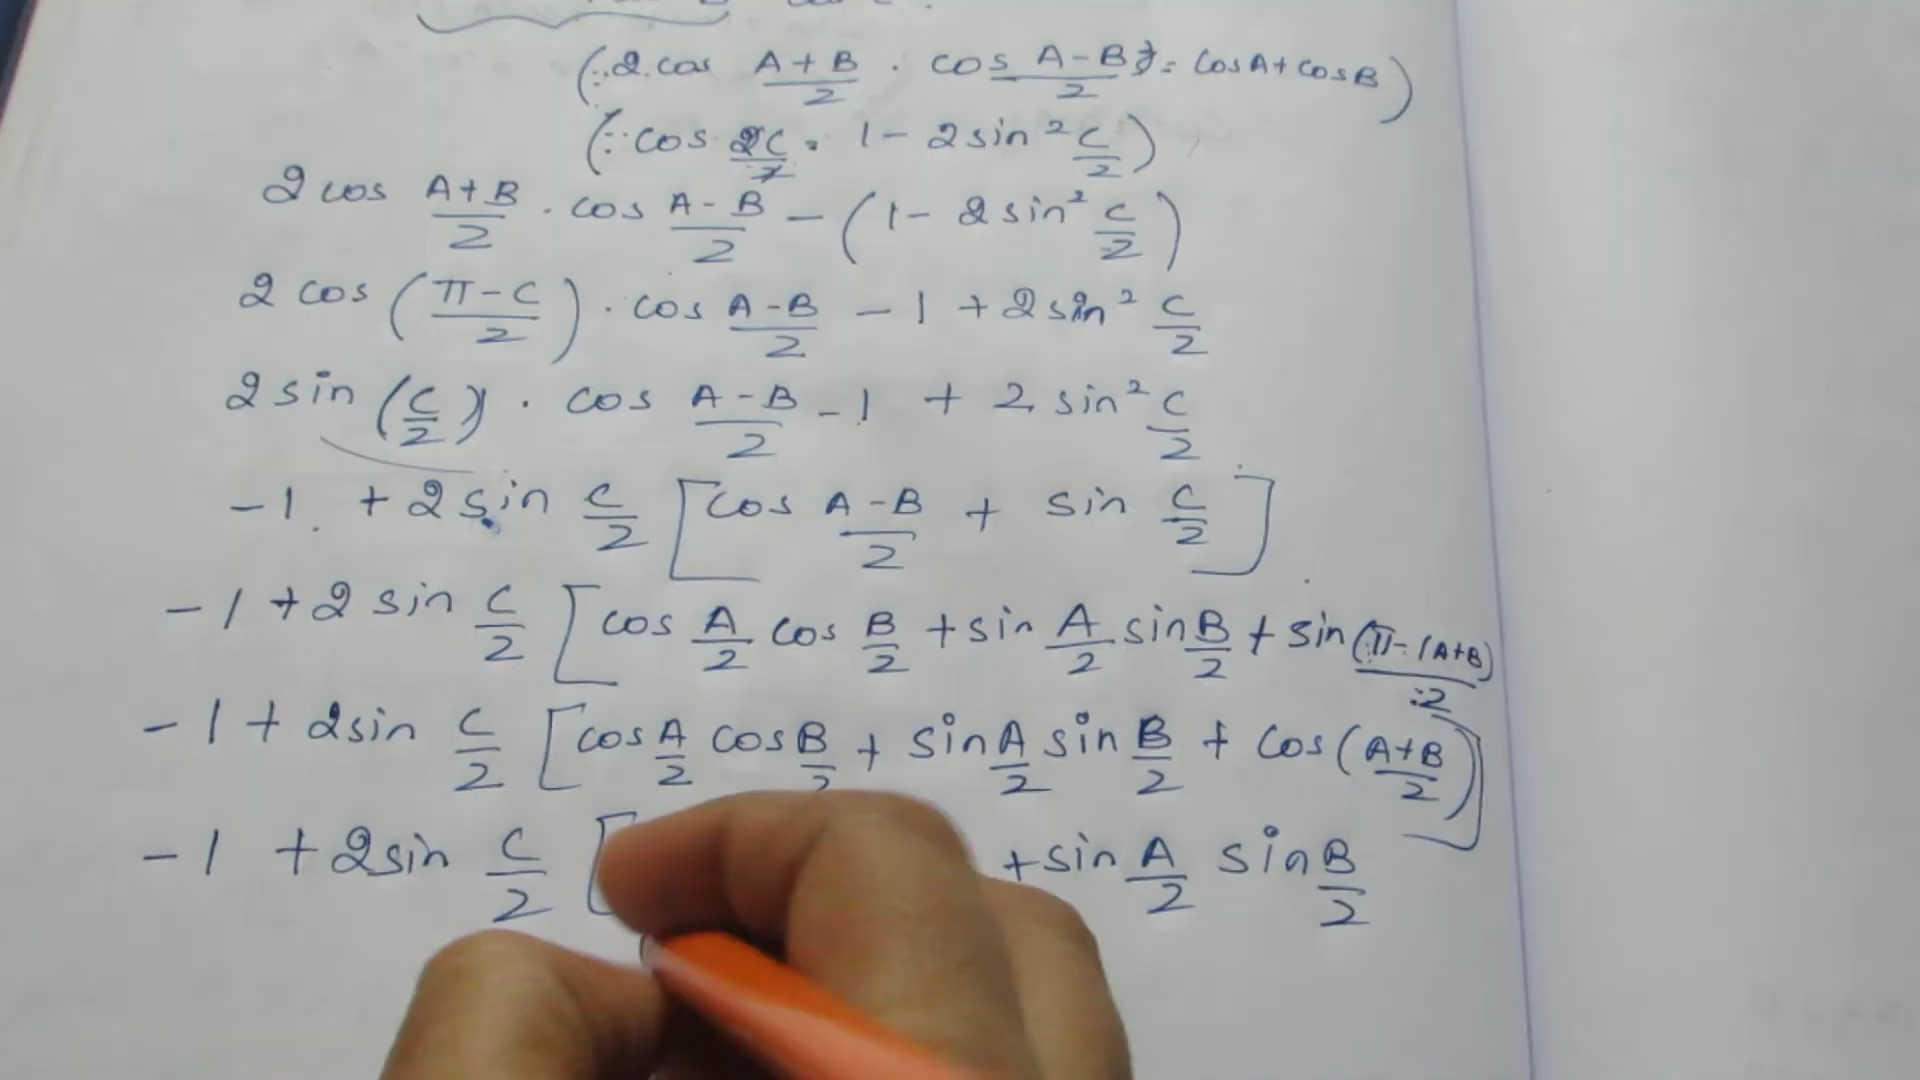 (∵ 2 cos (A+B)/2 . cos (A-B)/2 = cosA + cosB)
(∵ cos 2C/2 = 1 - 2 sin² C/2)
2 cos (A+B)/2 . cos (A-B)/2 - (1 - 2 sin² C/2)
2 cos ((π-C)/2) . cos (A-B)/2 - 1 + 2 sin² C/2
2 sin (C/2) . cos (A-B)/2 - 1 + 2 sin² C/2
-1 + 2 sin C/2 [cos (A-B)/2 + sin C/2]
-1 + 2 sin C/2 [cos A/2 cos B/2 + sin A/2 sin B/2 + sin (π-(A+B))/2
-1 + 2 sin C/2 [cos A/2 cos B/2 + sin A/2 sin B/2 + cos ((A+B)/2)]
-1 + 2 sin C/2 [ + sin A/2 sin B/2